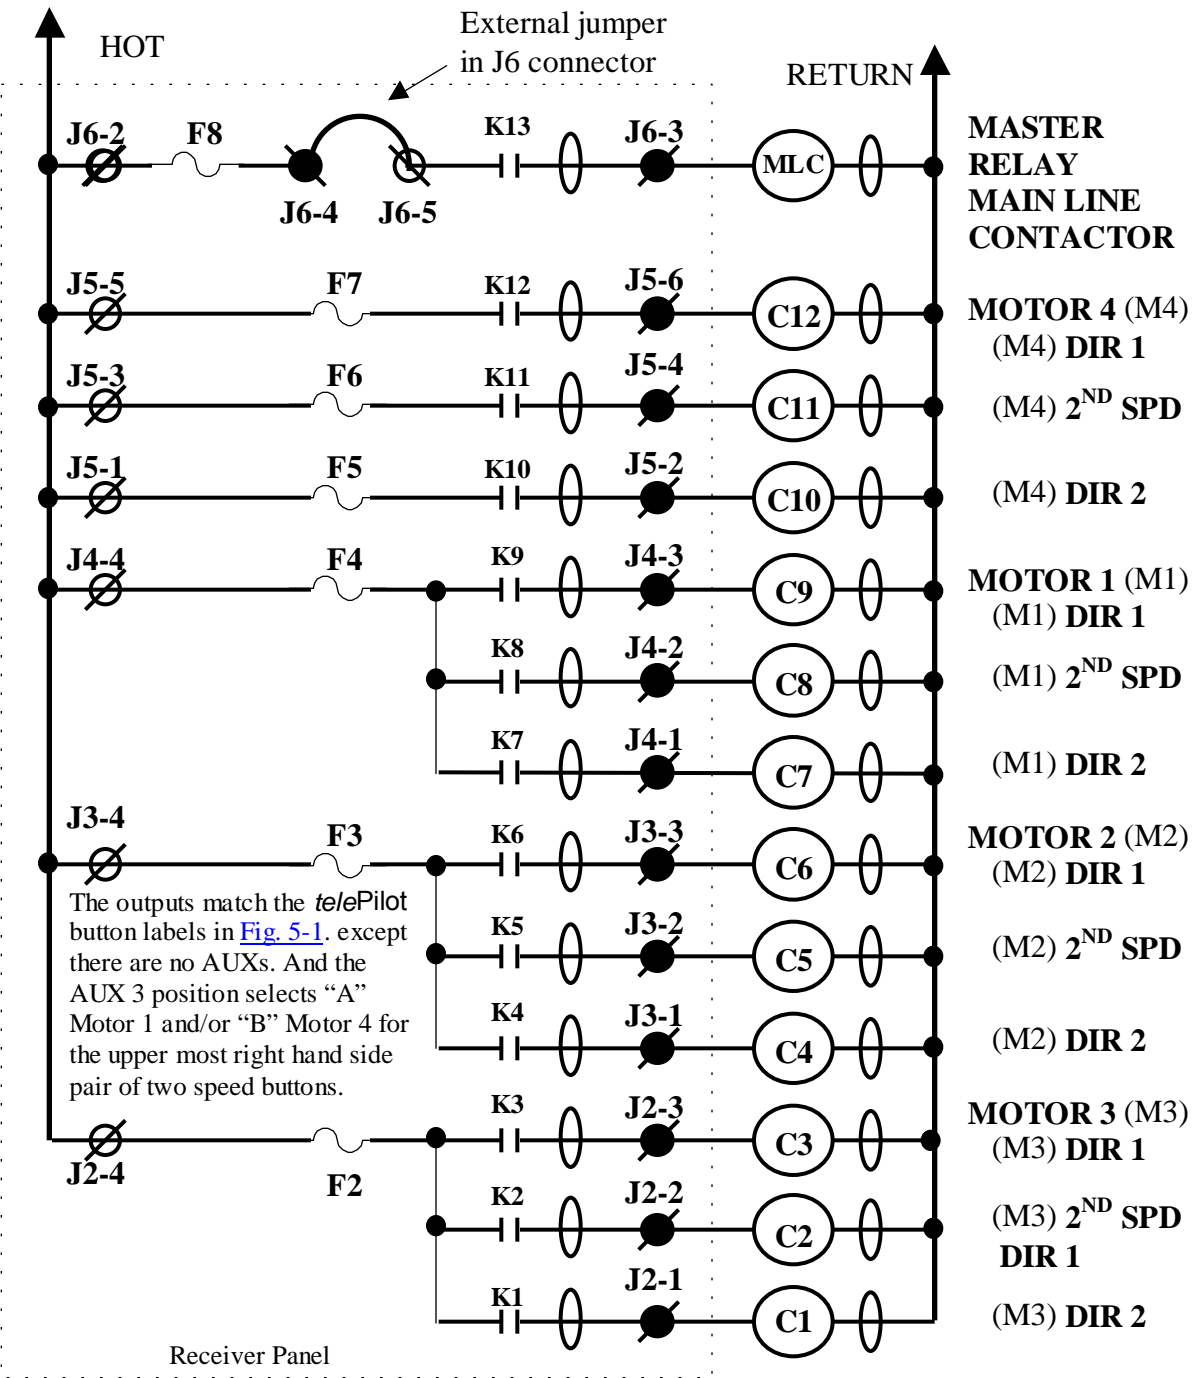 HOT
External jumper
in J6 connector
RETURN
J6-2
F8
K13
J6-3
J6-4
J6-5
MLC
MASTER
RELAY
MAIN LINE
CONTACTOR
J5-5
F7
K12
J5-6
C12
MOTOR 4 (M4)
(M4) DIR 1
J5-3
F6
K11
J5-4
C11
(M4) 2ND SPD
J5-1
F5
K10
J5-2
C10
(M4) DIR 2
J4-4
F4
K9
J4-3
C9
MOTOR 1 (M1)
(M1) DIR 1
K8
J4-2
C8
(M1) 2ND SPD
K7
J4-1
C7
(M1) DIR 2
J3-4
F3
K6
J3-3
C6
MOTOR 2 (M2)
(M2) DIR 1
The outputs match the telePilot
button labels in Fig. 5-1. except
there are no AUXs. And the
AUX 3 position selects “A”
Motor 1 and/or “B” Motor 4 for
the upper most right hand side
pair of two speed buttons.
K5
J3-2
C5
(M2) 2ND SPD
K4
J3-1
C4
(M2) DIR 2
J2-4
F2
K3
J2-3
C3
MOTOR 3 (M3)
(M3) DIR 1
K2
J2-2
C2
(M3) 2ND SPD
DIR 1
K1
J2-1
C1
(M3) DIR 2
Receiver Panel